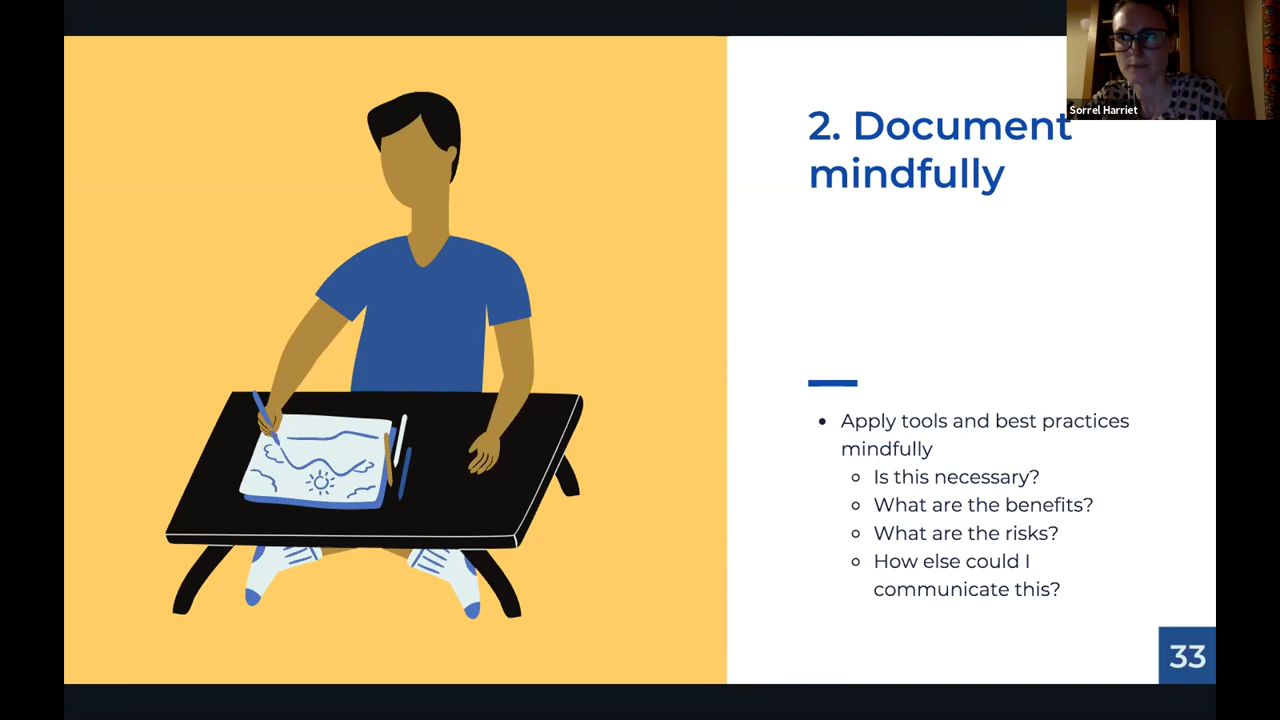 Sorrel Harriet
2. Document
mindfully
• Apply tools and best practices
mindfully
○ Is this necessary?
○ What are the benefits?
○ What are the risks?
○ How else could I
communicate this?
33